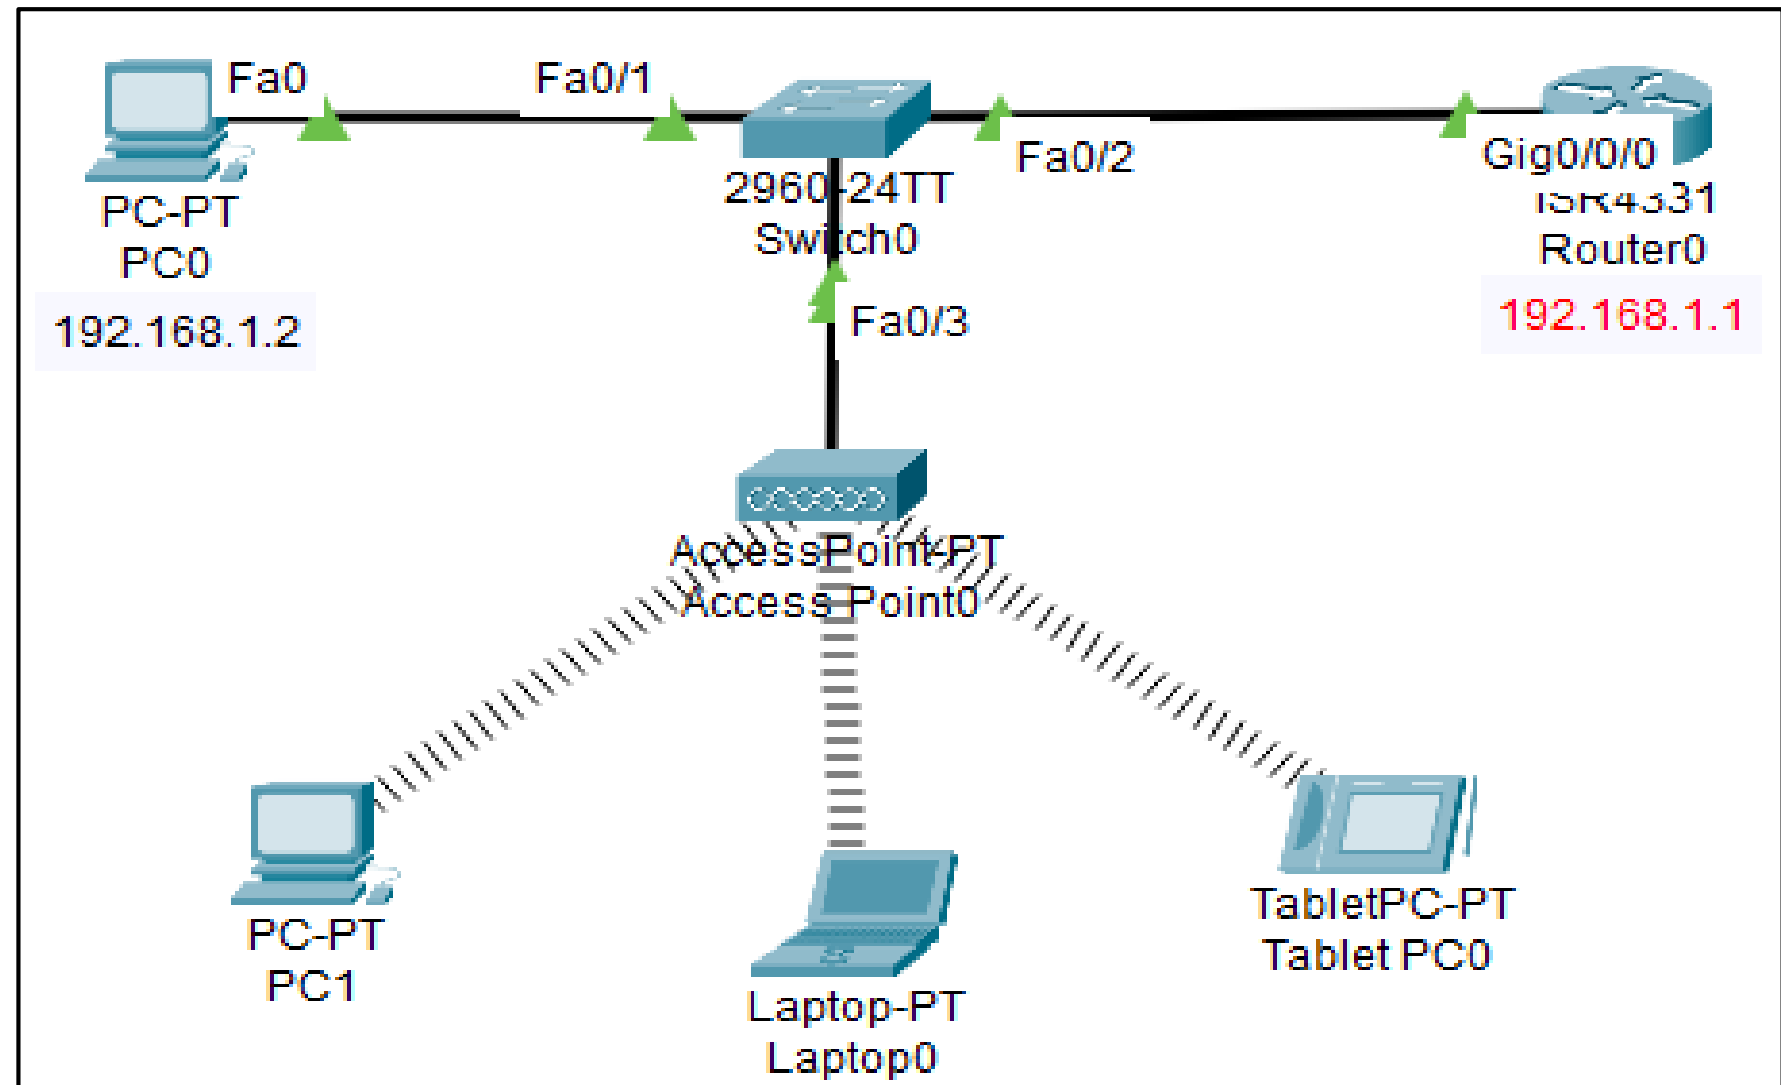 Fa0
Fa0/1
PC-PT
PC0
192.168.1.2
2960-24TT
Switch0
Fa0/2
Gig0/0/0
ISR4331
Router0
192.168.1.1
Fa0/3
AccessPoint-PT
Access Point0
PC-PT
PC1
Laptop-PT
Laptop0
TabletPC-PT
Tablet PC0